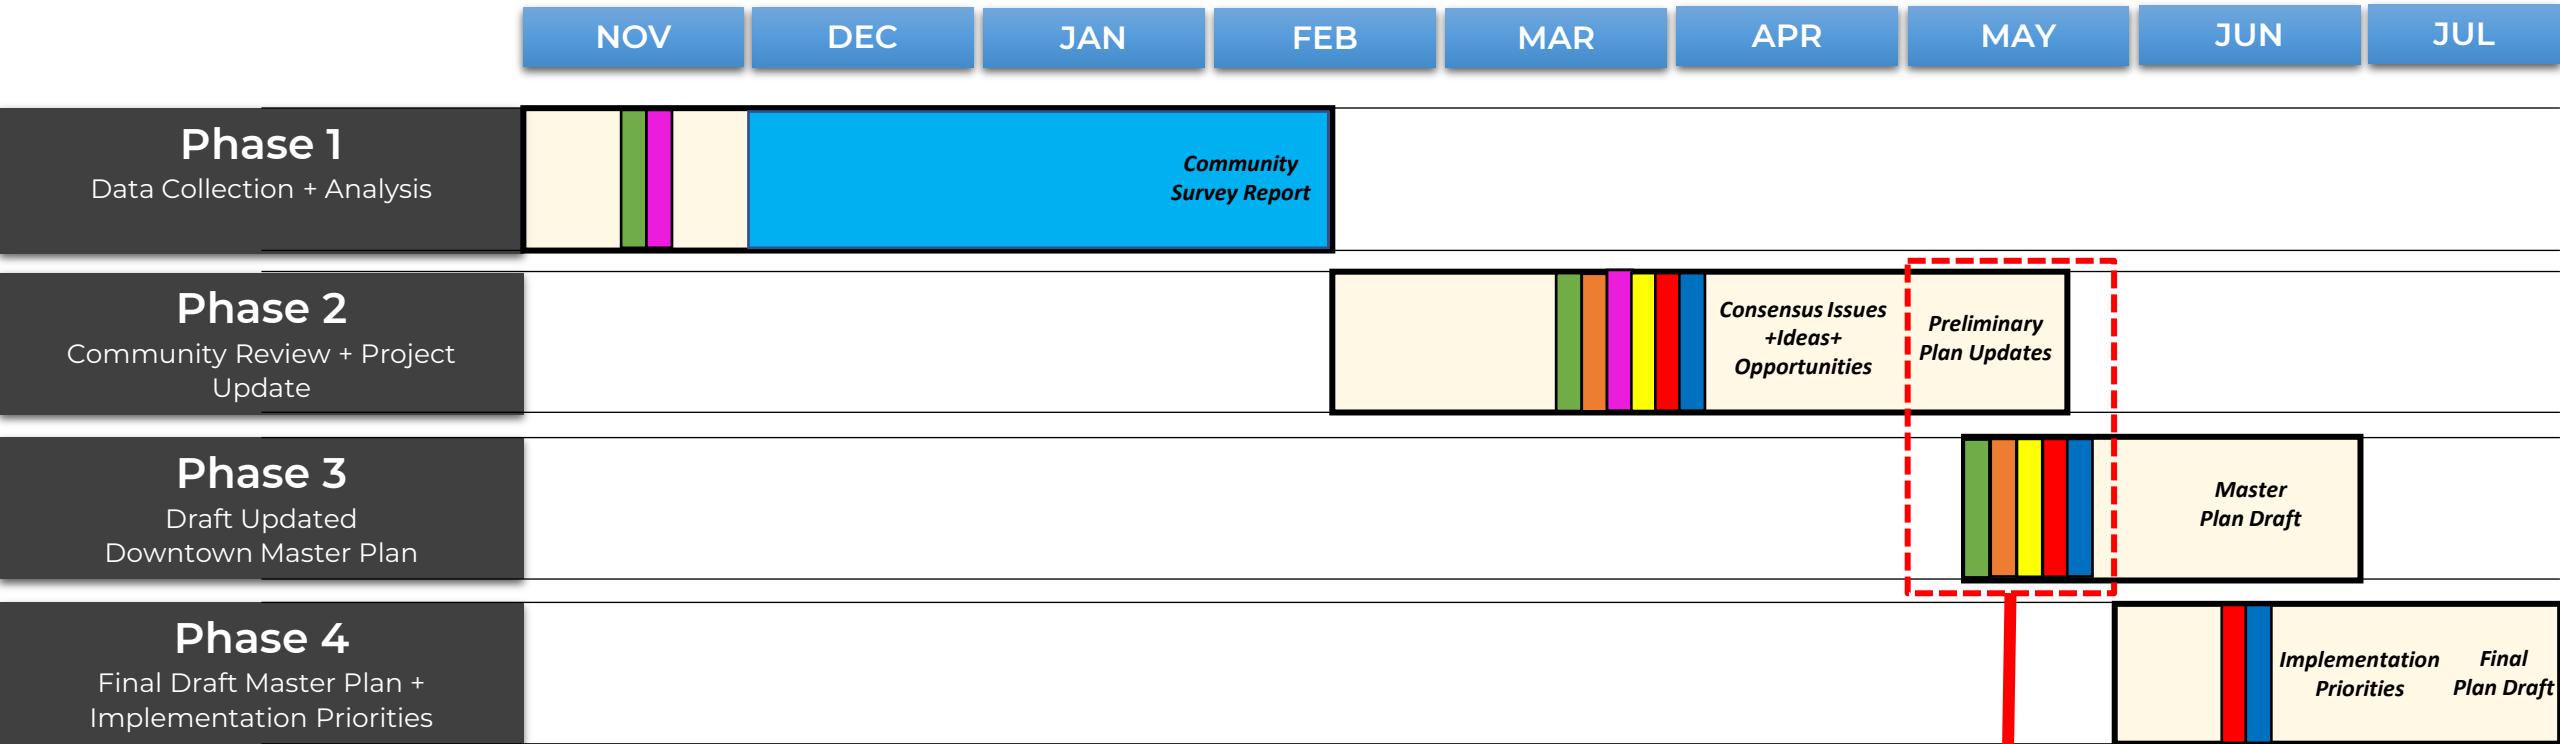 NOV DEC JAN FEB MAR APR MAY JUN JUL
Phase 1
Data Collection + Analysis
Community
Survey Report
Phase 2
Community Review + Project
Update
Consensus Issues
+Ideas+
Opportunities
Preliminary
Plan Updates
Phase 3
Draft Updated
Downtown Master Plan
Master
Plan Draft
Phase 4
Final Draft Master Plan +
Implementation Priorities
Implementation
Priorities
Final
Plan Draft